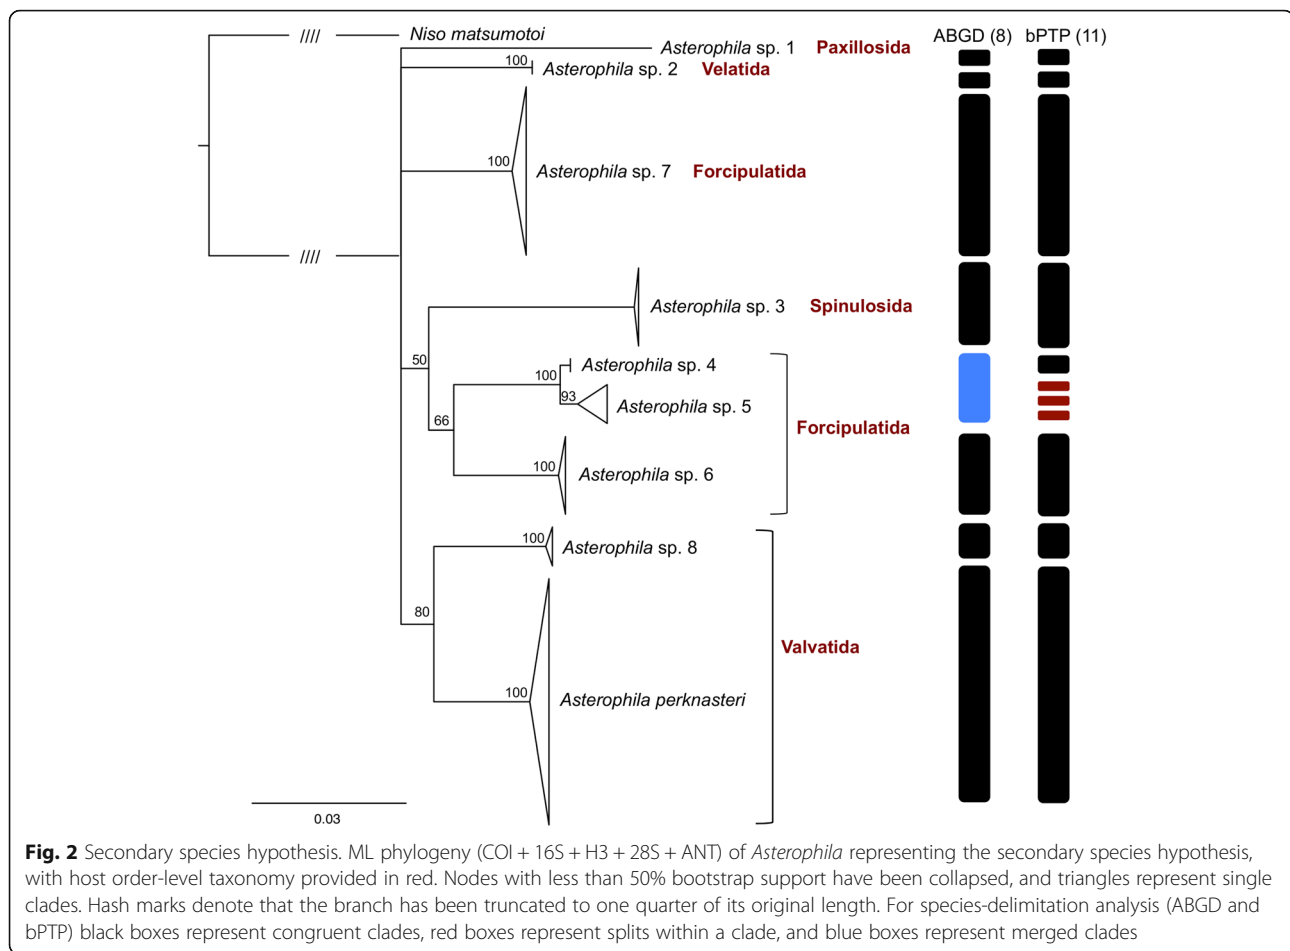 Niso matsumotoi
ABGD (8) bPTP (11)
Asterophila sp. 1 Paxillosida
100
Asterophila sp. 2 Velatida
100
Asterophila sp. 7 Forcipulatida
Asterophila sp. 3 Spinulosida
50
Asterophila sp. 4
100
93
Asterophila sp. 5
66
Forcipulatida
100
Asterophila sp. 6
100
Asterophila sp. 8
80
Valvatida
100
Asterophila perknasteri
0.03
Fig. 2 Secondary species hypothesis. ML phylogeny (COI + 16S + H3 + 28S + ANT) of Asterophila representing the secondary species hypothesis,
with host order-level taxonomy provided in red. Nodes with less than 50% bootstrap support have been collapsed, and triangles represent single
clades. Hash marks denote that the branch has been truncated to one quarter of its original length. For species-delimitation analysis (ABGD and
bPTP) black boxes represent congruent clades, red boxes represent splits within a clade, and blue boxes represent merged clades